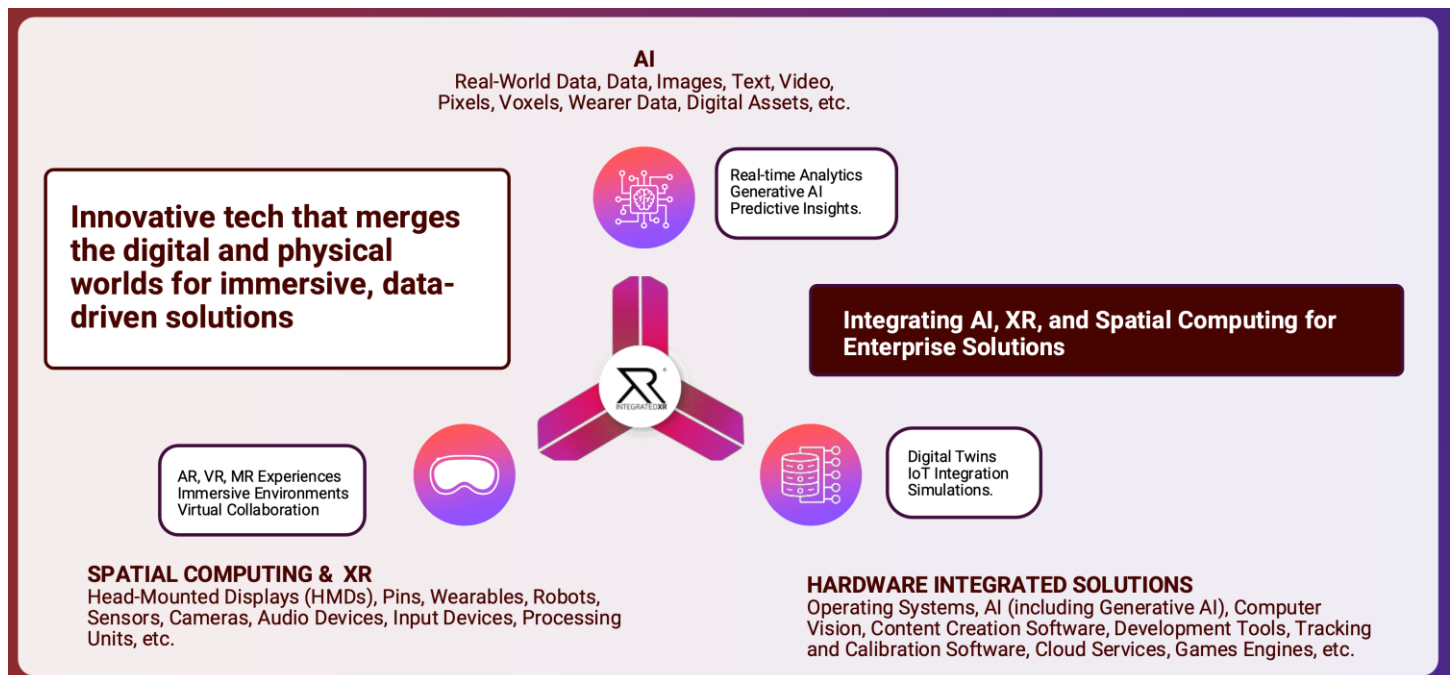 AI
Real-World Data, Data, Images, Text, Video,
Pixels, Voxels, Wearer Data, Digital Assets, etc.
Real-time Analytics
Generative AI
Predictive Insights.
Innovative tech that merges
the digital and physical
worlds for immersive, data-
driven solutions
Integrating AI, XR, and Spatial Computing for
Enterprise Solutions
XR
®
INTEGRATEDXR
AR, VR, MR Experiences
Immersive Environments
Virtual Collaboration
Digital Twins
IoT Integration
Simulations.
SPATIAL COMPUTING & XR
Head-Mounted Displays (HMDs), Pins, Wearables, Robots,
Sensors, Cameras, Audio Devices, Input Devices, Processing
Units, etc.
HARDWARE INTEGRATED SOLUTIONS
Operating Systems, AI (including Generative AI), Computer
Vision, Content Creation Software, Development Tools, Tracking
and Calibration Software, Cloud Services, Games Engines, etc.